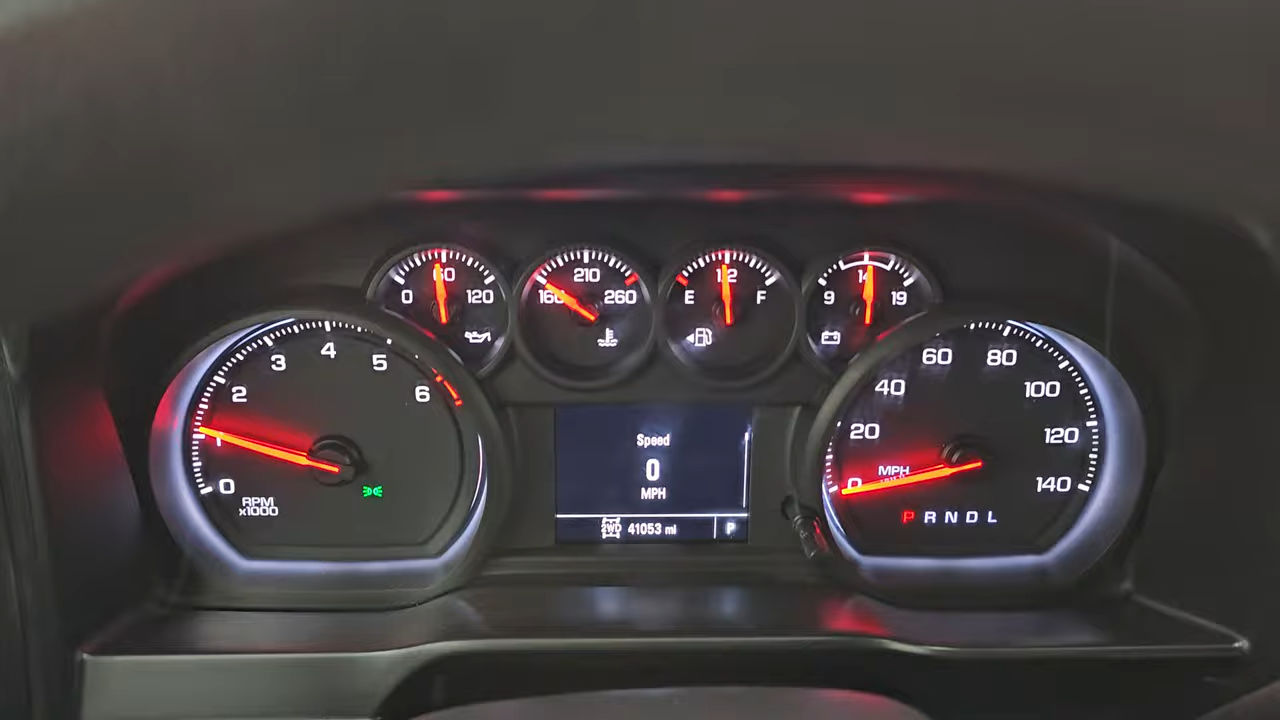 0 60 120
160 210 260
E 1/2 F
9 14 19
0 1 2 3 4 5 6
RPM
x1000
Speed
0
MPH
2WD 41053 mi P
0 20 40 60 80 100 120 140
MPH
P R N D L